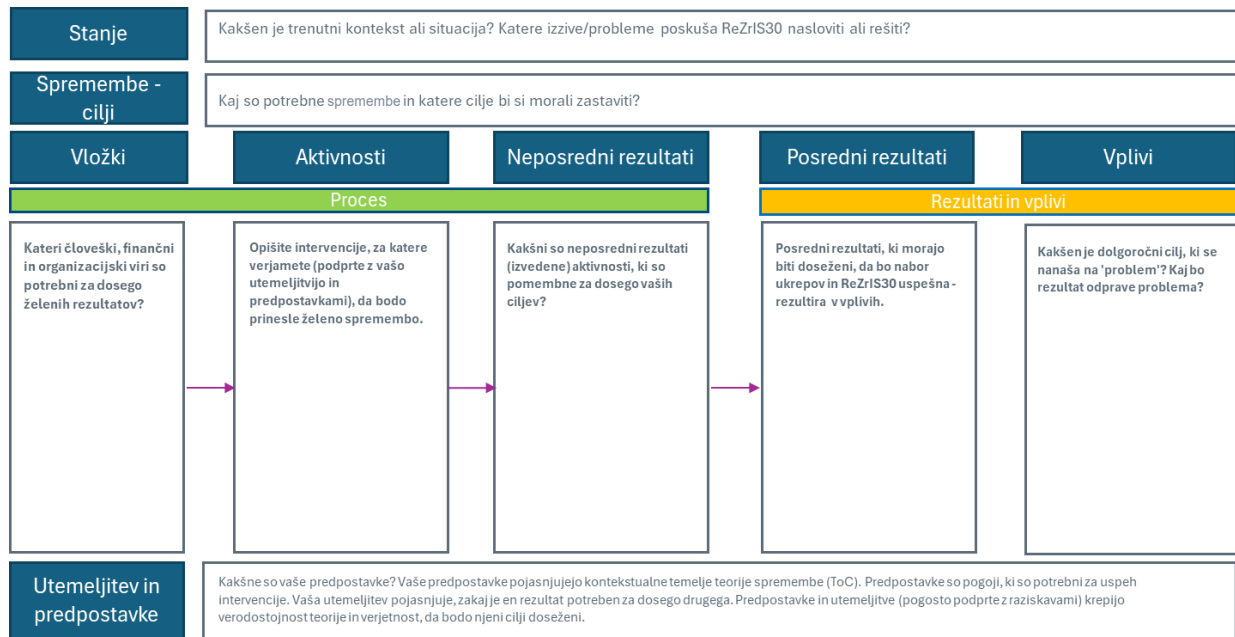 Stanje
Kakšen je trenutni kontekst ali situacija? Katere izzive/probleme poskuša ReZrIS30 nasloviti ali rešiti?
Spremembe -
cilji
Kaj so potrebne spremembe in katere cilje bi si morali zastaviti?
Vložki
Aktivnosti
Neposredni rezultati
Posredni rezultati
Vplivi
Proces
Rezultati in vplivi
Kateri človeški, finančni
in organizacijski viri so
potrebni za dosego
želenih rezultatov?
Opišite intervencije, za katere
verjamete (podprte z vašo
utemeljitvijo in
predpostavkami), da bodo
prinesle želeno spremembo.
Kakšni so neposredni rezultati
(izvedene) aktivnosti, ki so
pomembne za dosego vaših
ciljev?
Posredni rezultati, ki morajo
biti doseženi, da bo nabor
ukrepov in ReZrIS30 uspešna -
rezultira v vplivih.
Kakšen je dolgoročni cilj, ki se
nanaša na 'problem'? Kaj bo
rezultat odprave problema?
Utemeljitev in
predpostavke
Kakšne so vaše predpostavke? Vaše predpostavke pojasnjujejo kontekstualne temelje teorije spremembe (ToC). Predpostavke so pogoji, ki so potrebni za uspeh
intervencije. Vaša utemeljitev pojasnjuje, zakaj je en rezultat potreben za dosego drugega. Predpostavke in utemeljitve (pogosto podprte z raziskavami) krepijo
verodostojnost teorije in verjetnost, da bodo njeni cilji doseženi.